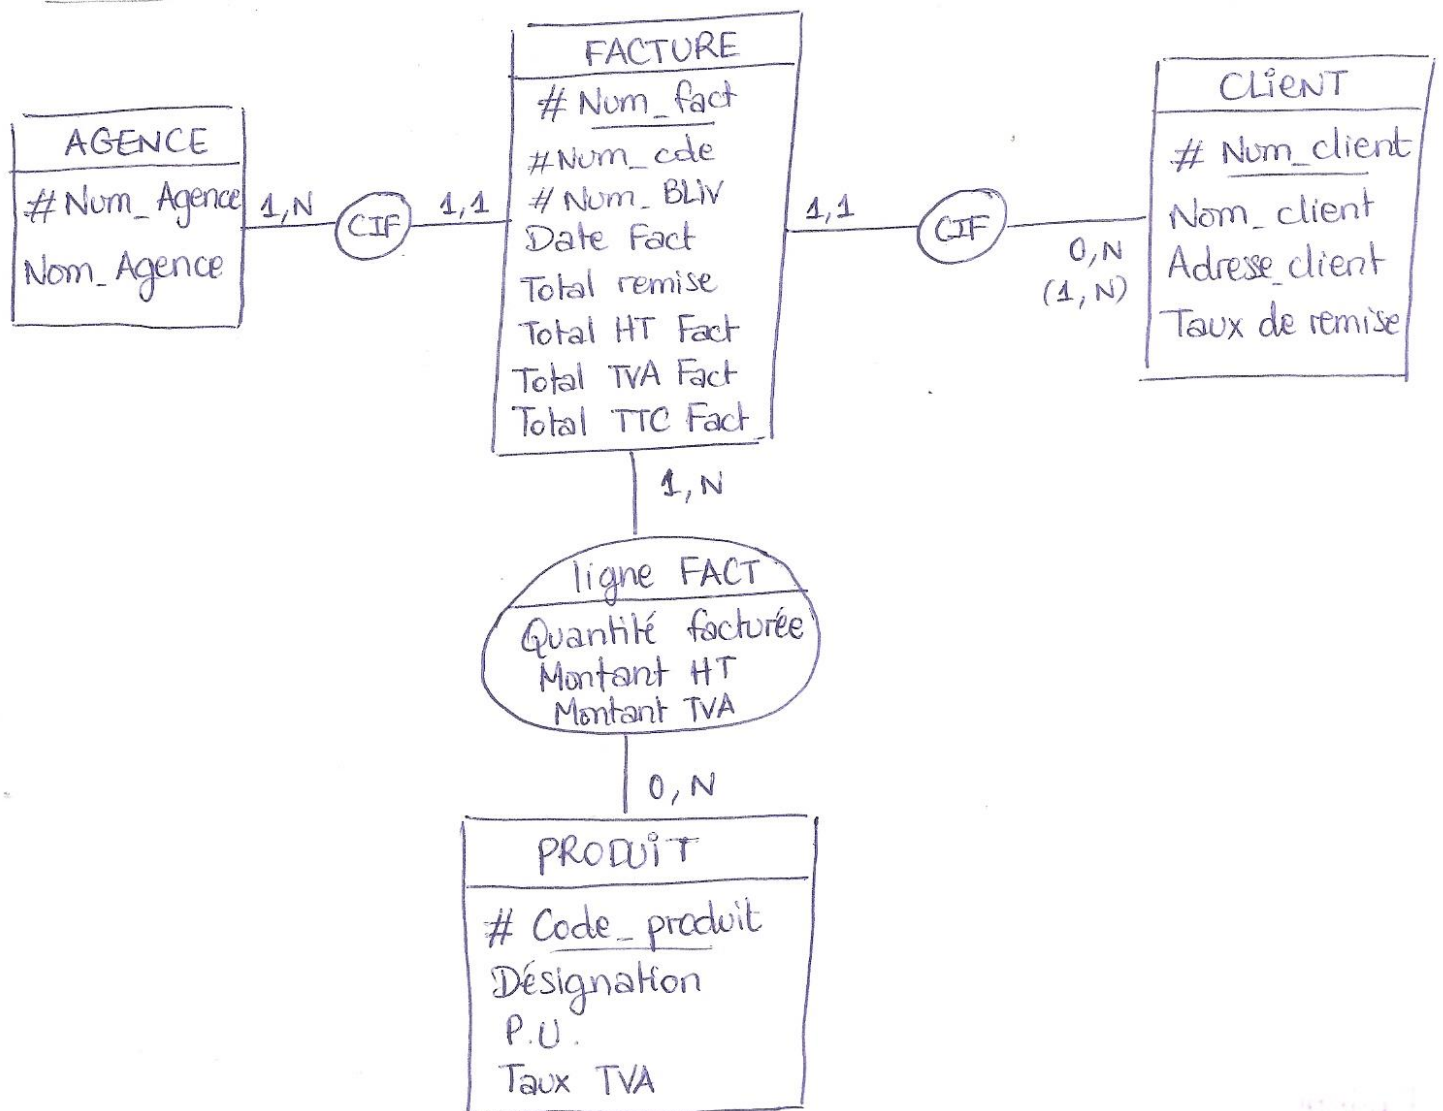 AGENCE
#Num_Agence
Nom_Agence
1,N
CIF
1,1
FACTURE
# Num_fact
#Num_cde
#Num_BLiv
Date Fact
Total remise
Total HT Fact
Total TVA Fact
Total TTC Fact
1,1
CIF
0,N
(1,N)
CLiENT
# Num_client
Nom_client
Adresse_client
Taux de remise
1,N
ligne FACT
Quantité facturée
Montant HT
Montant TVA
0,N
PRODUiT
# Code_produit
Désignation
P.U.
Taux TVA